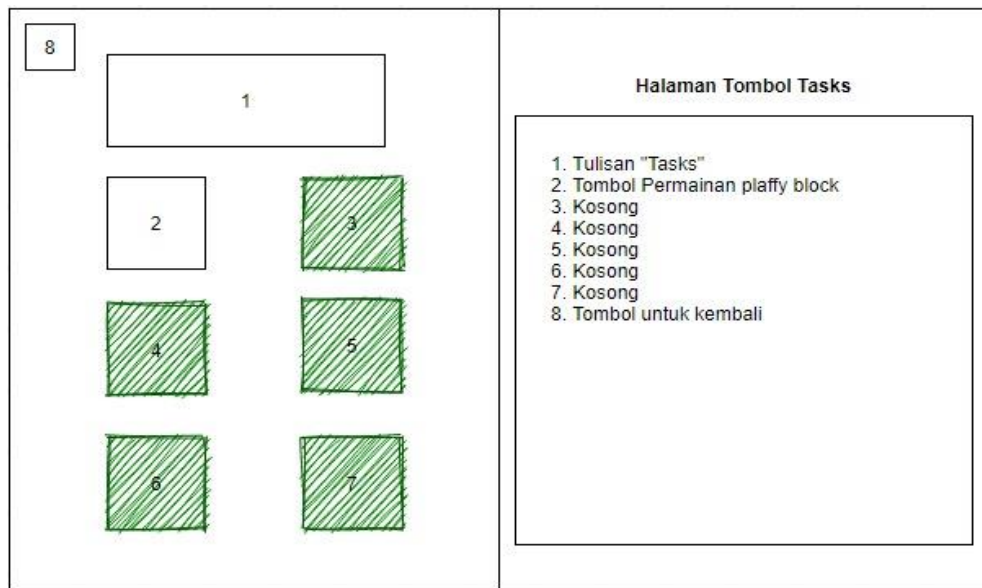 8
1
2
3
4
5
6
7
Halaman Tombol Tasks
1. Tulisan "Tasks"
2. Tombol Permainan plaffy block
3. Kosong
4. Kosong
5. Kosong
6. Kosong
7. Kosong
8. Tombol untuk kembali